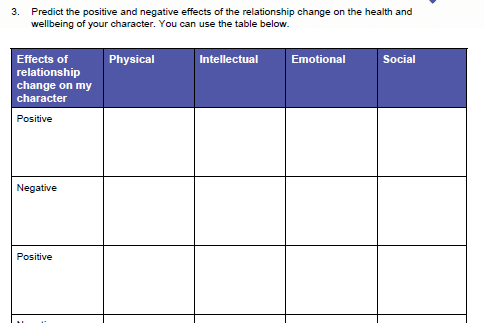 3. Predict the positive and negative effects of the relationship change on the health and
wellbeing of your character. You can use the table below.
Effects of
relationship
change on my
character
Physical
Intellectual
Emotional
Social
Positive
Negative
Positive